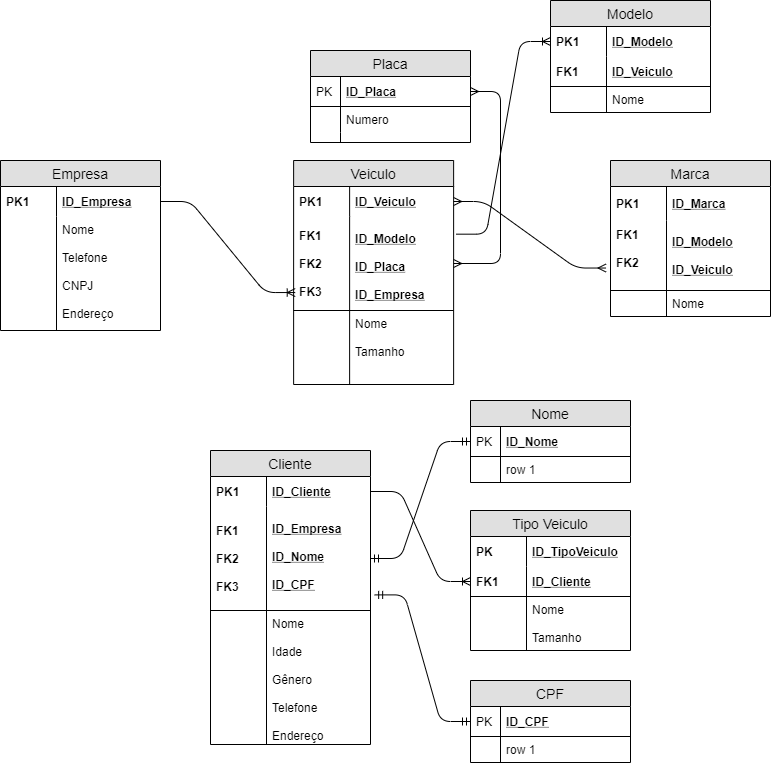 Modelo
PK1 ID_Modelo
FK1 ID_Veiculo
Nome
Placa
PK ID_Placa
Numero
Empresa
PK1 ID_Empresa
Nome
Telefone
CNPJ
Endereço
Veiculo
PK1 ID_Veiculo
FK1 ID_Modelo
FK2 ID_Placa
FK3 ID_Empresa
Nome
Tamanho
Marca
PK1 ID_Marca
FK1 ID_Modelo
FK2 ID_Veiculo
Nome
Cliente
PK1 ID_Cliente
FK1 ID_Empresa
FK2 ID_Nome
FK3 ID_CPF
Nome
Idade
Gênero
Telefone
Endereço
Nome
PK ID_Nome
row 1
Tipo Veiculo
PK ID_TipoVeiculo
FK1 ID_Cliente
Nome
Tamanho
CPF
PK ID_CPF
row 1